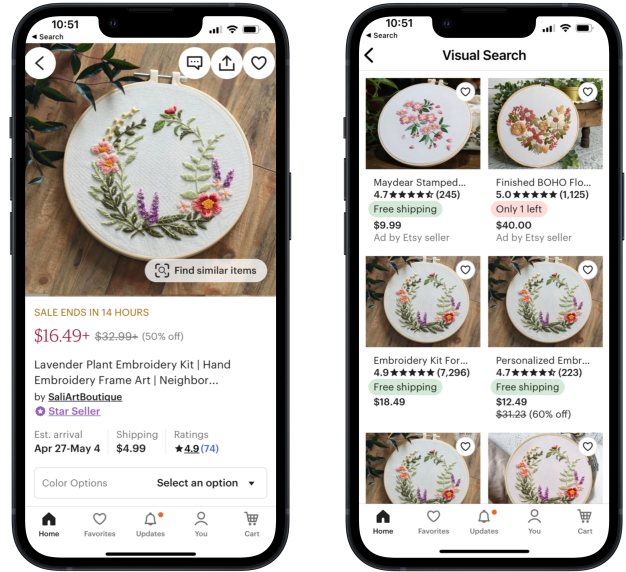 10:51
◄ Search
Find similar items
SALE ENDS IN 14 HOURS
$16.49+ $32.99+ (50% off)
Lavender Plant Embroidery Kit | Hand
Embroidery Frame Art | Neighbor...
by SaliArtBoutique
Star Seller
Est. arrival
Apr 27-May 4
Shipping
$4.99
Ratings
★4.9 (74)
Color Options Select an option ▼
Home Favorites Updates You Cart
10:51
◄ Search
Visual Search
Maydear Stamped...
4.7★★★★★ (245)
Free shipping
$9.99
Ad by Etsy seller
Finished BOHO Flo...
5.0★★★★★ (1,125)
Only 1 left
$40.00
Ad by Etsy seller
Embroidery Kit For...
4.9★★★★★ (7,296)
Free shipping
$18.49
Personalized Embr...
4.7★★★★★ (223)
Free shipping
$12.49
$31.23 (60% off)
Home Favorites Updates You Cart